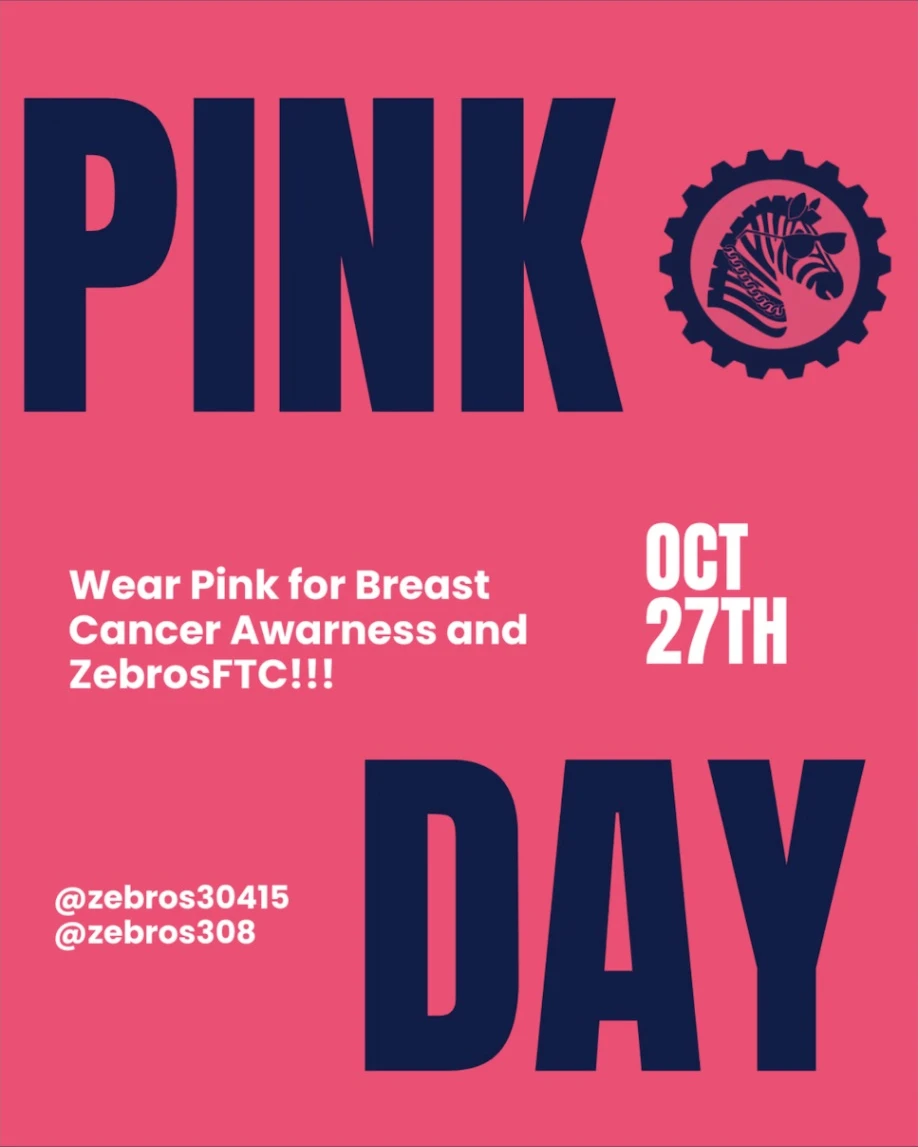 PINK
Wear Pink for Breast
Cancer Awarness and
ZebrosFTC!!!
OCT
27TH
DAY
@zebros30415
@zebros308